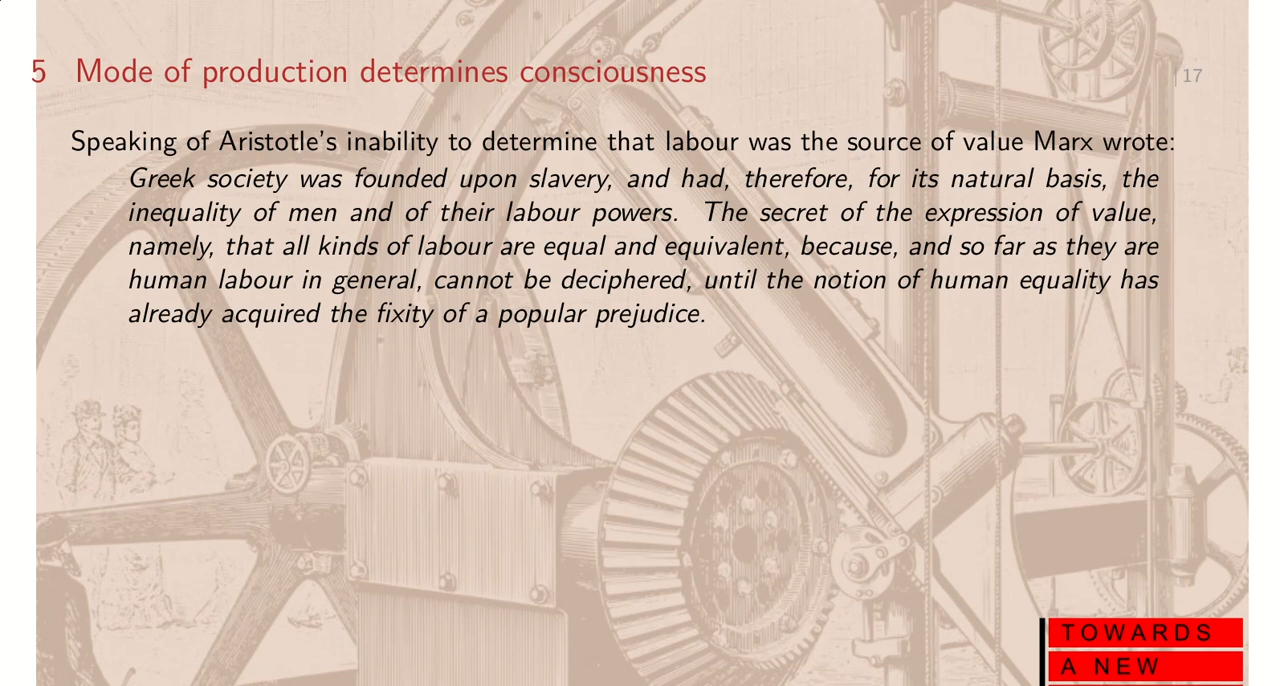 5 Mode of production determines consciousness
17
Speaking of Aristotle's inability to determine that labour was the source of value Marx wrote:
Greek society was founded upon slavery, and had, therefore, for its natural basis, the
inequality of men and of their labour powers. The secret of the expression of value,
namely, that all kinds of labour are equal and equivalent, because, and so far as they are
human labour in general, cannot be deciphered, until the notion of human equality has
already acquired the fixity of a popular prejudice.
TOWARDS
A NEW